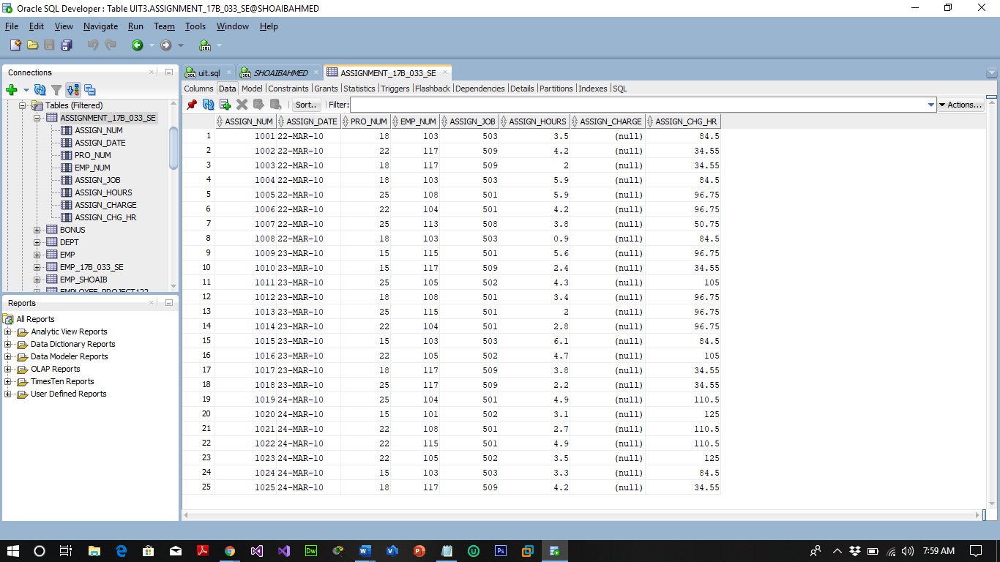 Oracle SQL Developer : Table UIT3.ASSIGNMENT_17B_033_SE@SHOAIBAHMED
File Edit View Navigate Run Team Tools Window Help
Connections
Tables (Filtered)
ASSIGNMENT_17B_033_SE
ASSIGN_NUM
ASSIGN_DATE
PRO_NUM
EMP_NUM
ASSIGN_JOB
ASSIGN_HOURS
ASSIGN_CHARGE
ASSIGN_CHG_HR
BONUS
DEPT
EMP
EMP_17B_033_SE
EMP_SHOAIB
EMPLOYEE_PROJECT122
Reports
All Reports
Analytic View Reports
Data Dictionary Reports
Data Modeler Reports
OLAP Reports
TimesTen Reports
User Defined Reports
uit.sql SHOAIBAHMED ASSIGNMENT_17B_033_SE
Columns Data Model Constraints Grants Statistics Triggers Flashback Dependencies Details Partitions Indexes SQL
Sort.. Filter: Actions...
ASSIGN_NUM ASSIGN_DATE PRO_NUM EMP_NUM ASSIGN_JOB ASSIGN_HOURS ASSIGN_CHARGE ASSIGN_CHG_HR
1 1001 22-MAR-10 18 103 503 3.5 (null) 84.5
2 1002 22-MAR-10 22 117 509 4.2 (null) 34.55
3 1003 22-MAR-10 18 117 509 2 (null) 34.55
4 1004 22-MAR-10 18 103 503 5.9 (null) 84.5
5 1005 22-MAR-10 25 108 501 5.9 (null) 96.75
6 1006 22-MAR-10 22 104 501 4.2 (null) 96.75
7 1007 22-MAR-10 25 113 508 3.8 (null) 50.75
8 1008 22-MAR-10 18 103 503 0.9 (null) 84.5
9 1009 23-MAR-10 15 115 501 5.6 (null) 96.75
10 1010 23-MAR-10 15 117 509 2.4 (null) 34.55
11 1011 23-MAR-10 25 105 502 4.3 (null) 105
12 1012 23-MAR-10 18 108 501 3.4 (null) 96.75
13 1013 23-MAR-10 25 115 501 2 (null) 96.75
14 1014 23-MAR-10 22 104 501 2.8 (null) 96.75
15 1015 23-MAR-10 15 103 503 6.1 (null) 84.5
16 1016 23-MAR-10 22 105 502 4.7 (null) 105
17 1017 23-MAR-10 18 117 509 3.8 (null) 34.55
18 1018 23-MAR-10 25 117 509 2.2 (null) 34.55
19 1019 24-MAR-10 25 104 501 4.9 (null) 110.5
20 1020 24-MAR-10 15 101 502 3.1 (null) 125
21 1021 24-MAR-10 22 108 501 2.7 (null) 110.5
22 1022 24-MAR-10 22 115 501 4.9 (null) 110.5
23 1023 24-MAR-10 22 105 502 3.5 (null) 125
24 1024 24-MAR-10 15 103 503 3.3 (null) 84.5
25 1025 24-MAR-10 18 117 509 4.2 (null) 34.55
7:59 AM